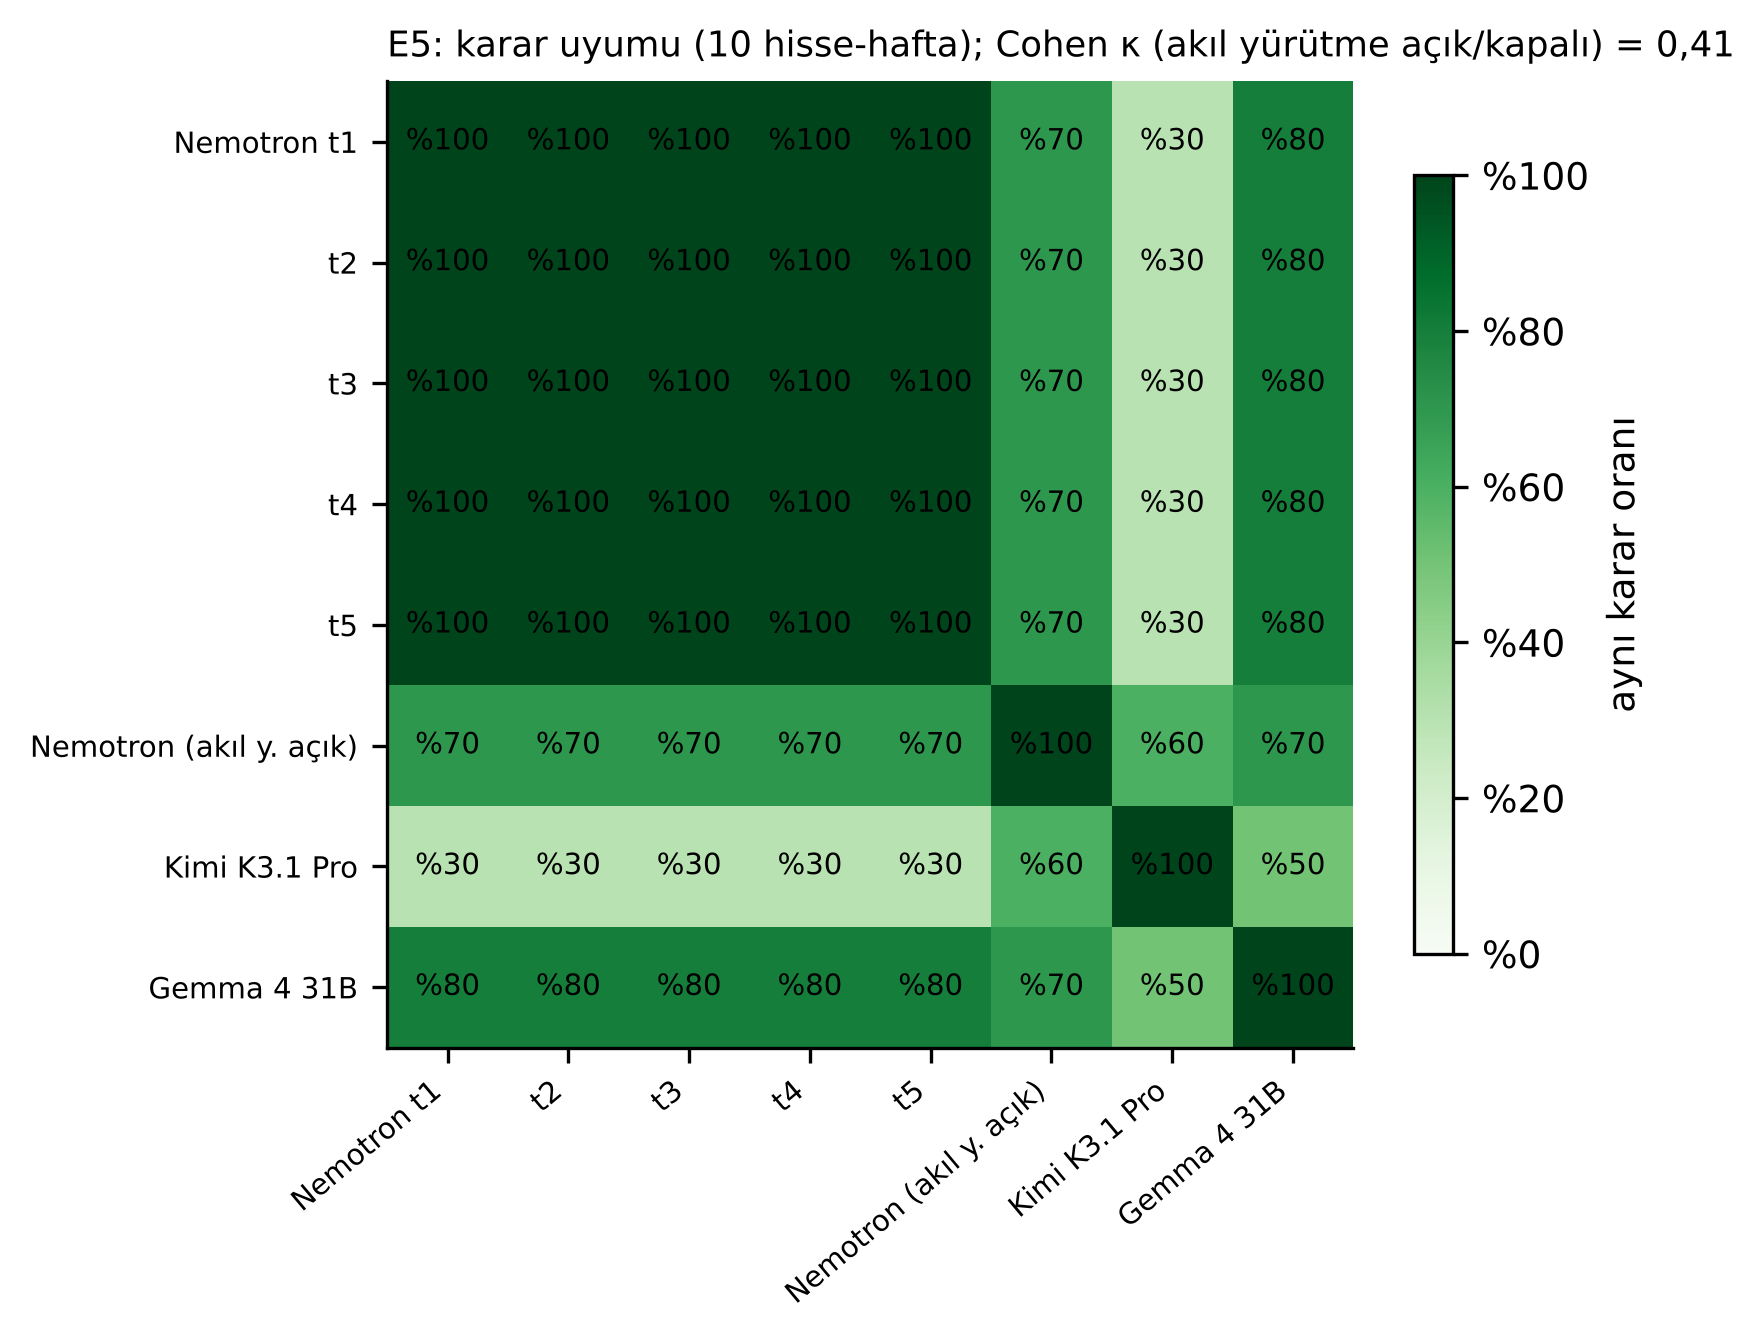 E5: karar uyumu (10 hisse-hafta); Cohen κ (akıl yürütme açık/kapalı) = 0,41
Nemotron t1 %100 %100 %100 %100 %100 %70 %30 %80
t2 %100 %100 %100 %100 %100 %70 %30 %80
t3 %100 %100 %100 %100 %100 %70 %30 %80
t4 %100 %100 %100 %100 %100 %70 %30 %80
t5 %100 %100 %100 %100 %100 %70 %30 %80
Nemotron (akıl y. açık) %70 %70 %70 %70 %70 %100 %60 %70
Kimi K3.1 Pro %30 %30 %30 %30 %30 %60 %100 %50
Gemma 4 31B %80 %80 %80 %80 %80 %70 %50 %100
Nemotron t1
t2
t3
t4
t5
Nemotron (akıl y. açık)
Kimi K3.1 Pro
Gemma 4 31B
%100
%80
%60
%40
%20
%0
aynı karar oranı